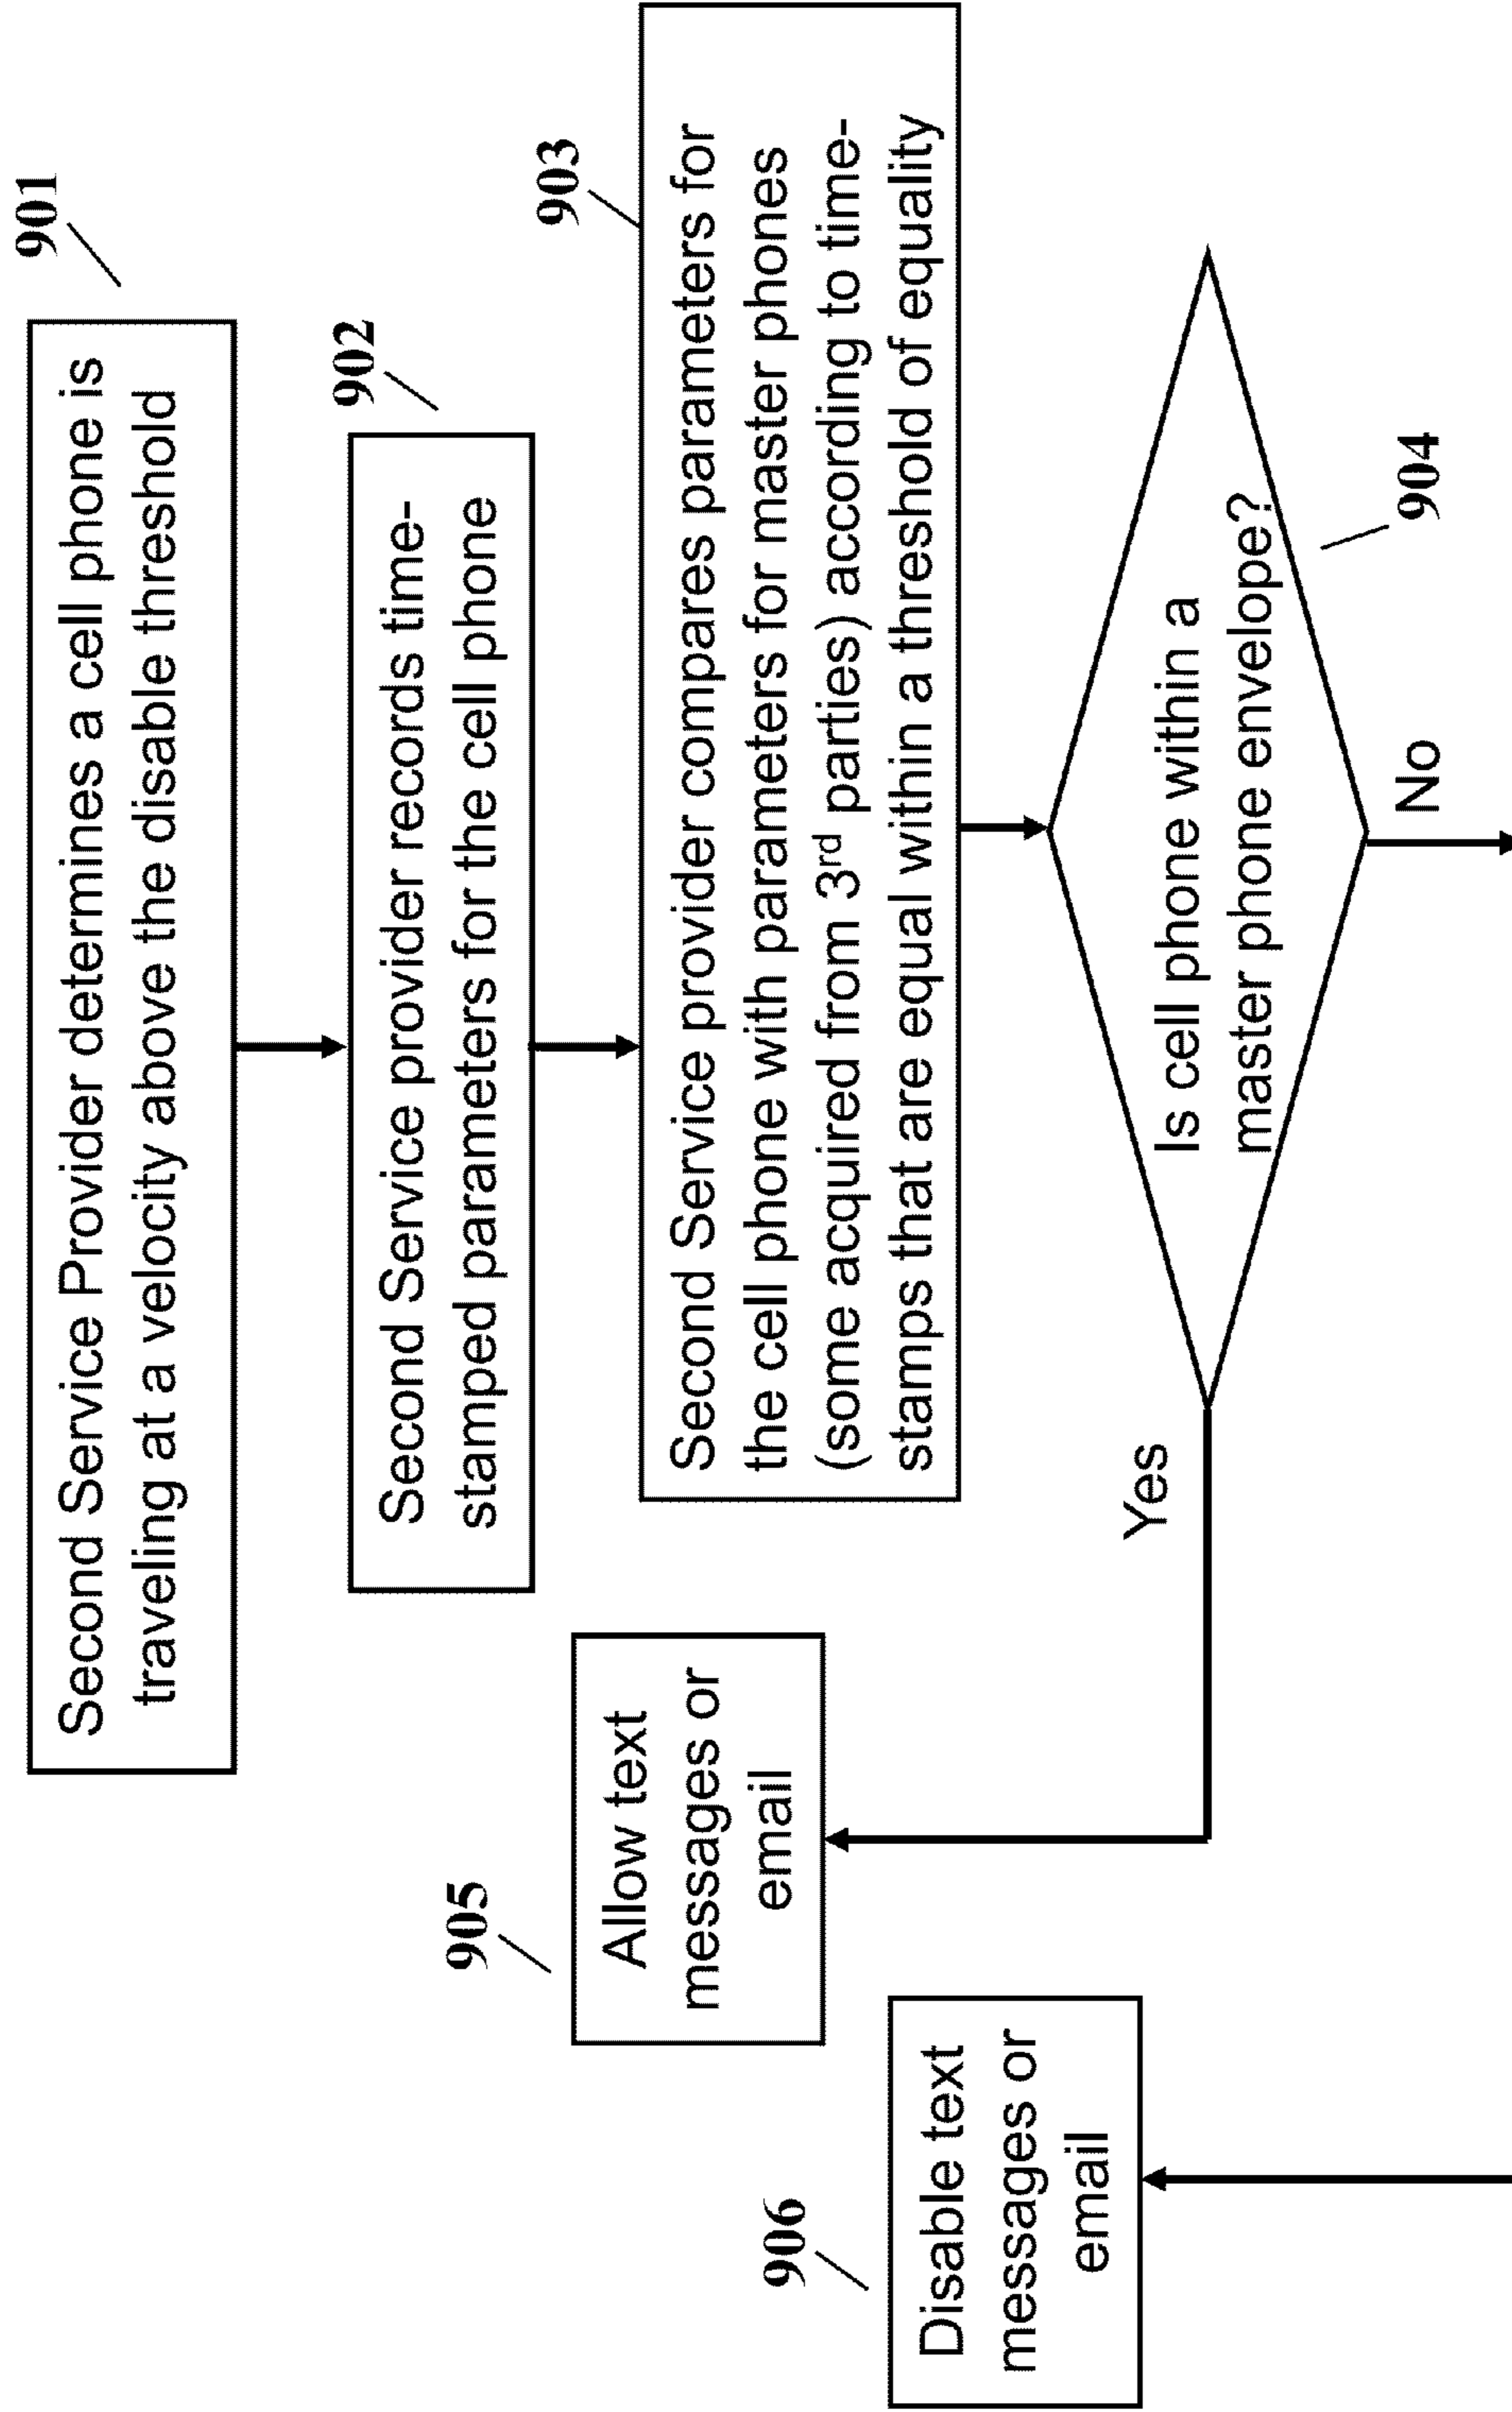 901
Second Service Provider determines a cell phone is
traveling at a velocity above the disable threshold
902
Second Service provider records time-
stamped parameters for the cell phone
903
Second Service provider compares parameters for
the cell phone with parameters for master phones
(some acquired from 3rd parties) according to time-
stamps that are equal within a threshold of equality
Is cell phone within a
master phone envelope?
904
Yes
No
905
Allow text
messages or
email
906
Disable text
messages or
email